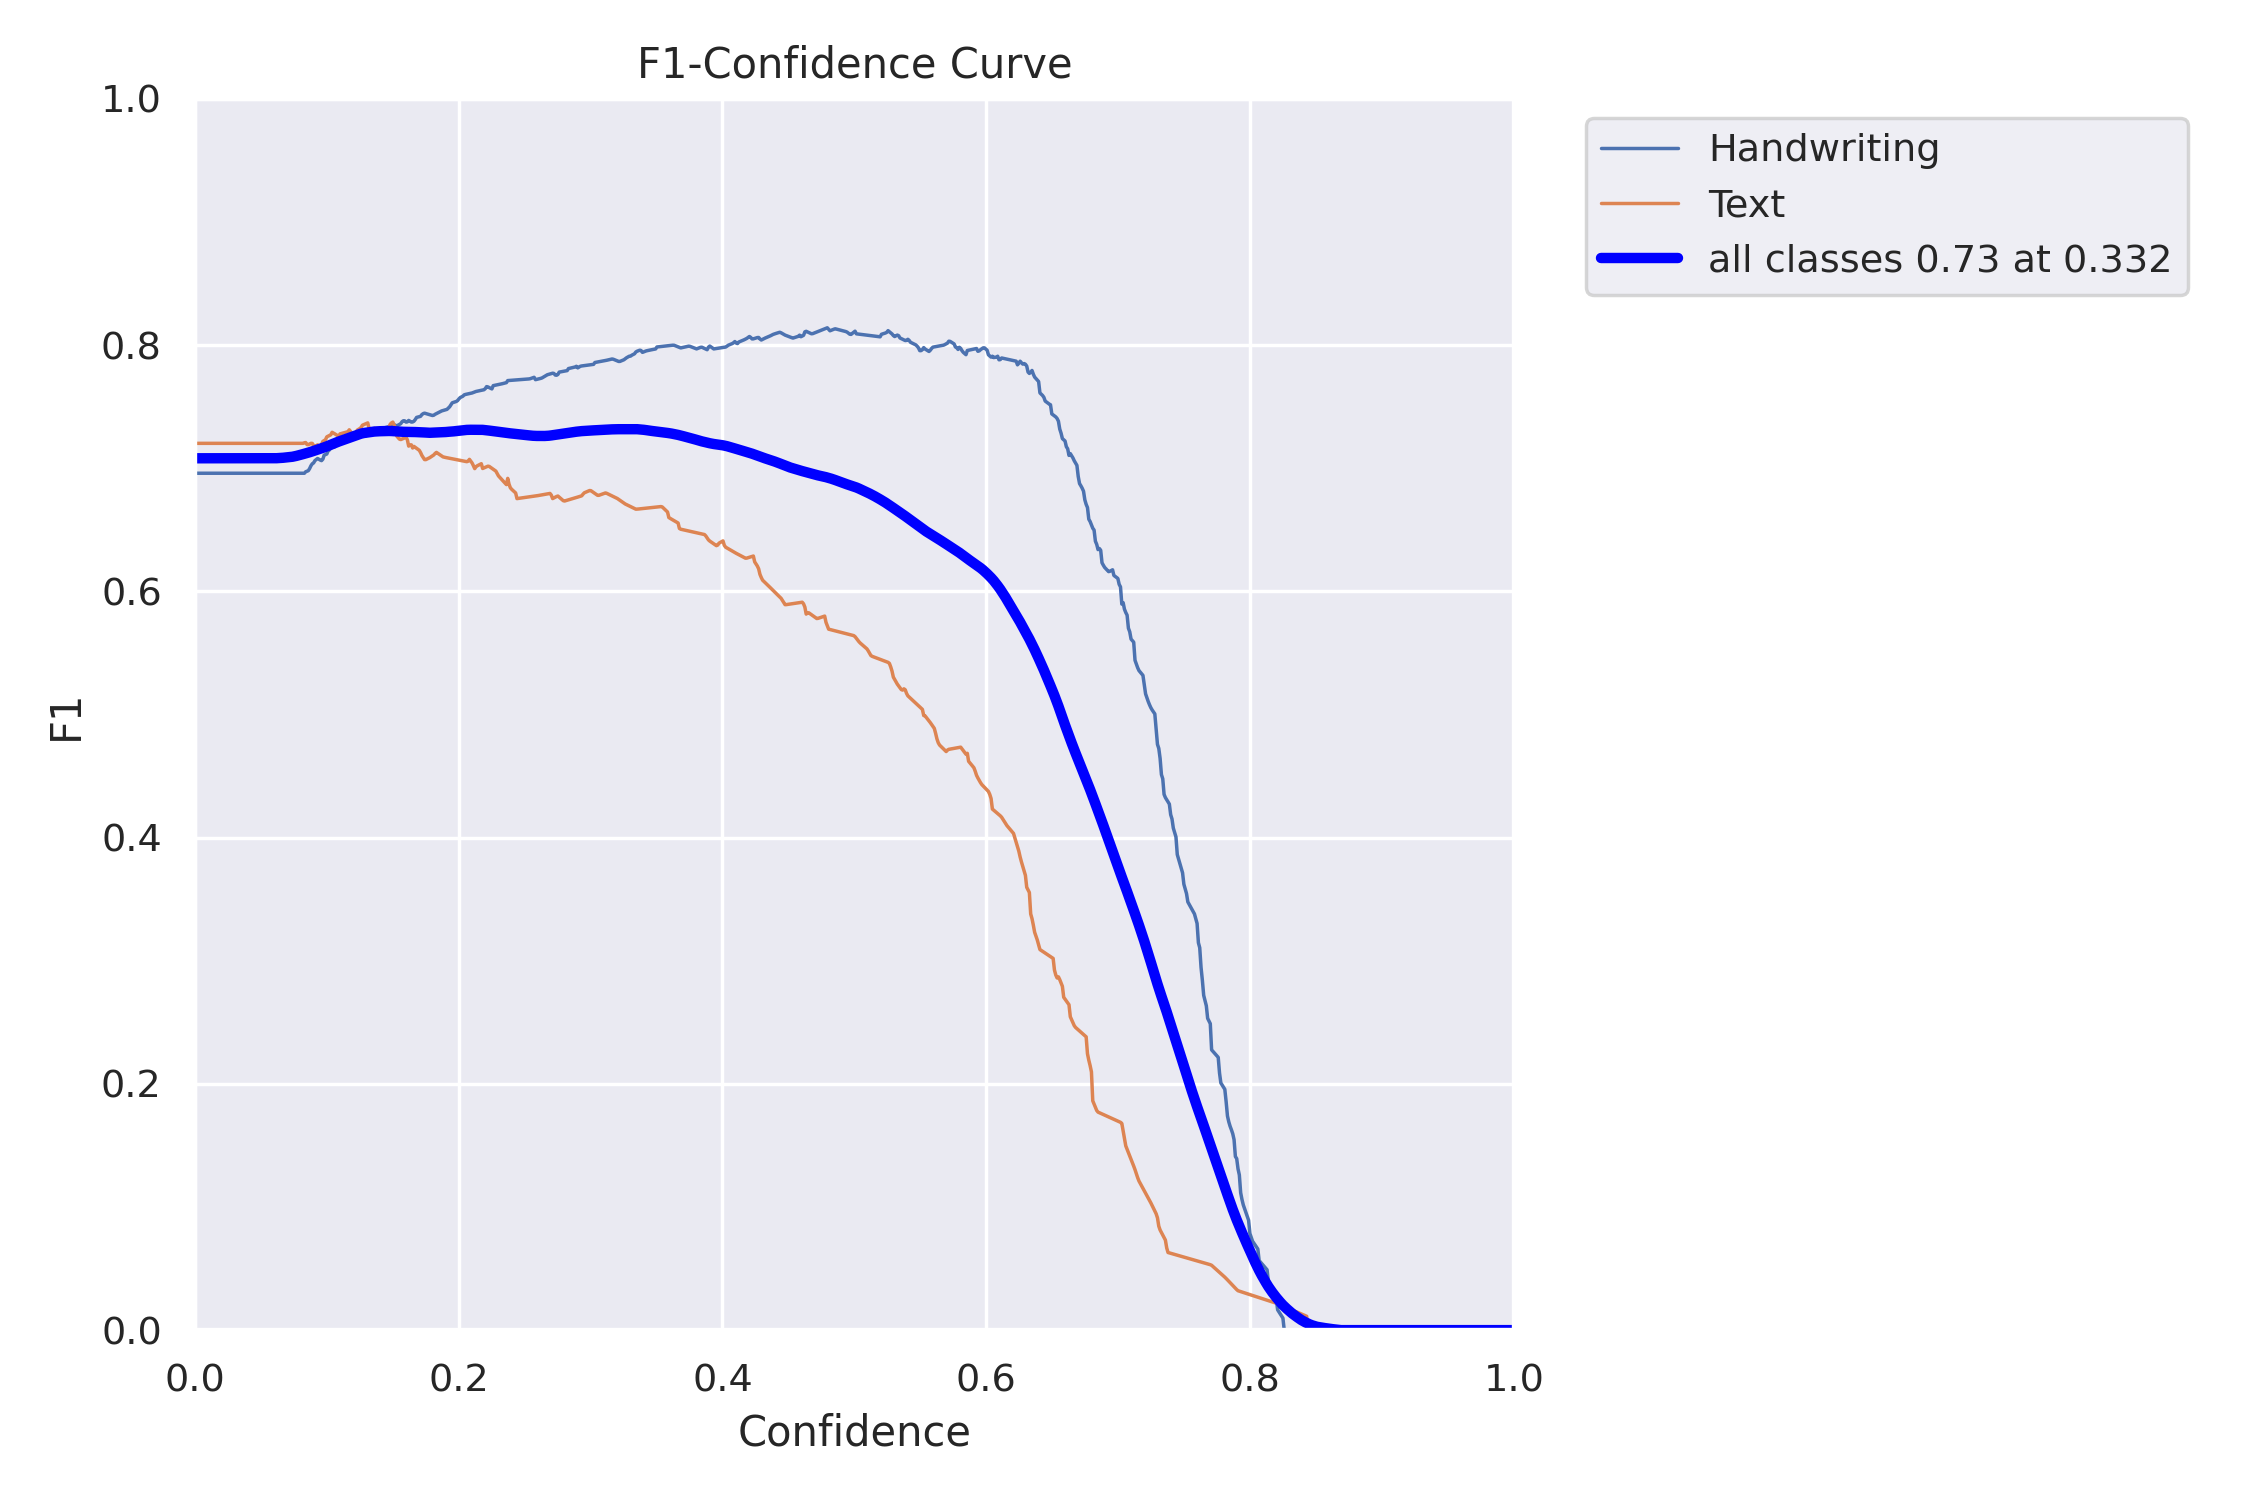 F1-Confidence Curve
1.0
0.8
0.6
0.4
0.2
0.0
F1
0.0 0.2 0.4 0.6 0.8 1.0
Confidence
Handwriting
Text
all classes 0.73 at 0.332